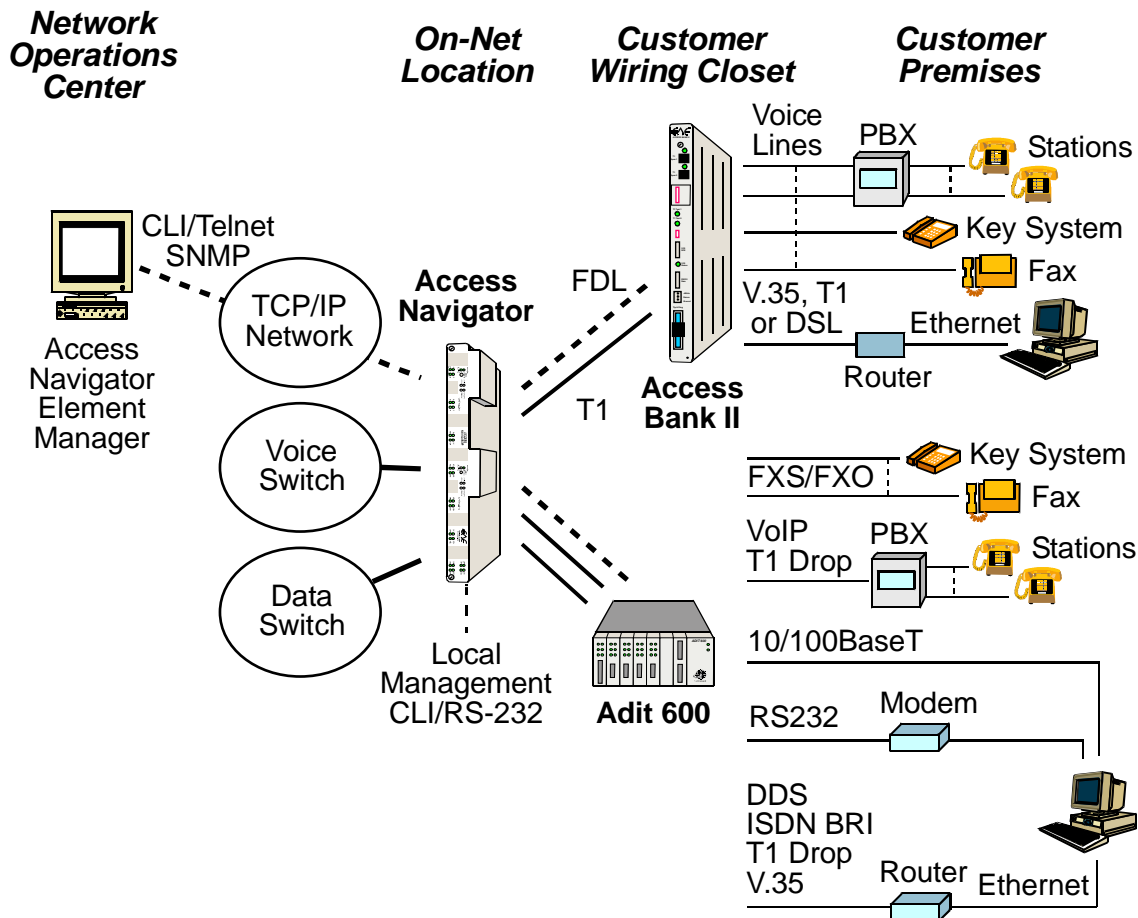 Network
Operations
Center
On-Net
Location
Customer
Wiring Closet
Customer
Premises
CLI/Telnet
SNMP
TCP/IP
Network
Access
Navigator
Element
Manager
Voice
Switch
Data
Switch
Access
Navigator
Local
Management
CLI/RS-232
FDL
T1
Access
Bank II
Adit 600
Voice
Lines
PBX
Stations
Key System
Fax
V.35, T1
or DSL
Ethernet
Router
Key System
FXS/FXO
Fax
VoIP
T1 Drop
PBX
Stations
10/100BaseT
RS232
Modem
DDS
ISDN BRI
T1 Drop
V.35
Router
Ethernet